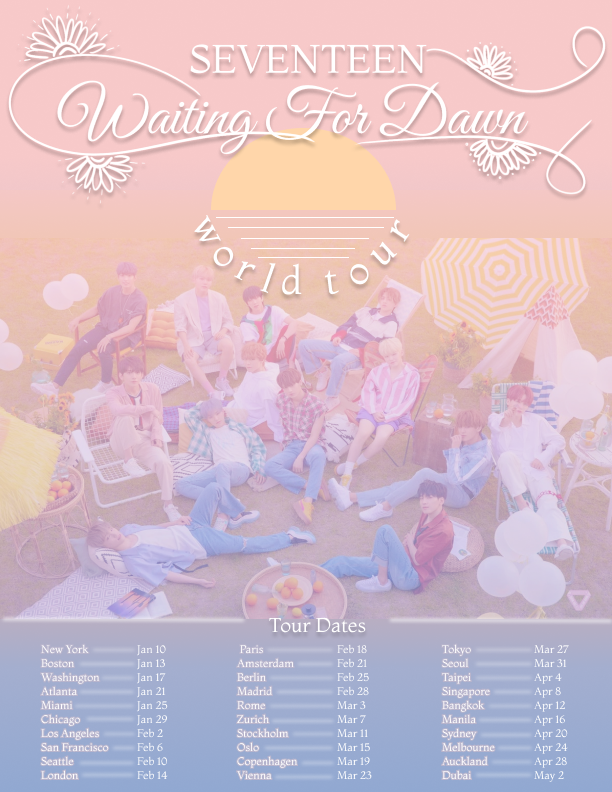 SEVENTEEN
Waiting For Dawn
world tour
Tour Dates
New York Jan 10
Boston Jan 13
Washington Jan 17
Atlanta Jan 21
Miami Jan 25
Chicago Jan 29
Los Angeles Feb 2
San Francisco Feb 6
Seattle Feb 10
London Feb 14
Paris Feb 18
Amsterdam Feb 21
Berlin Feb 25
Madrid Feb 28
Rome Mar 3
Zurich Mar 7
Stockholm Mar 11
Oslo Mar 15
Copenhagen Mar 19
Vienna Mar 23
Tokyo Mar 27
Seoul Mar 31
Taipei Apr 4
Singapore Apr 8
Bangkok Apr 12
Manila Apr 16
Sydney Apr 20
Melbourne Apr 24
Auckland Apr 28
Dubai May 2